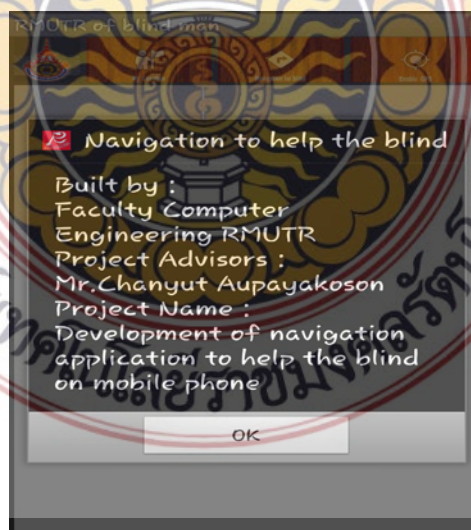 RMUTR of blind man
Navigation to help the blind
Built by :
Faculty Computer
Engineering RMUTR
Project Advisors :
Mr.Chanyut Aupayakoson
Project Name :
Development of navigation
application to help the blind
on mobile phone
OK